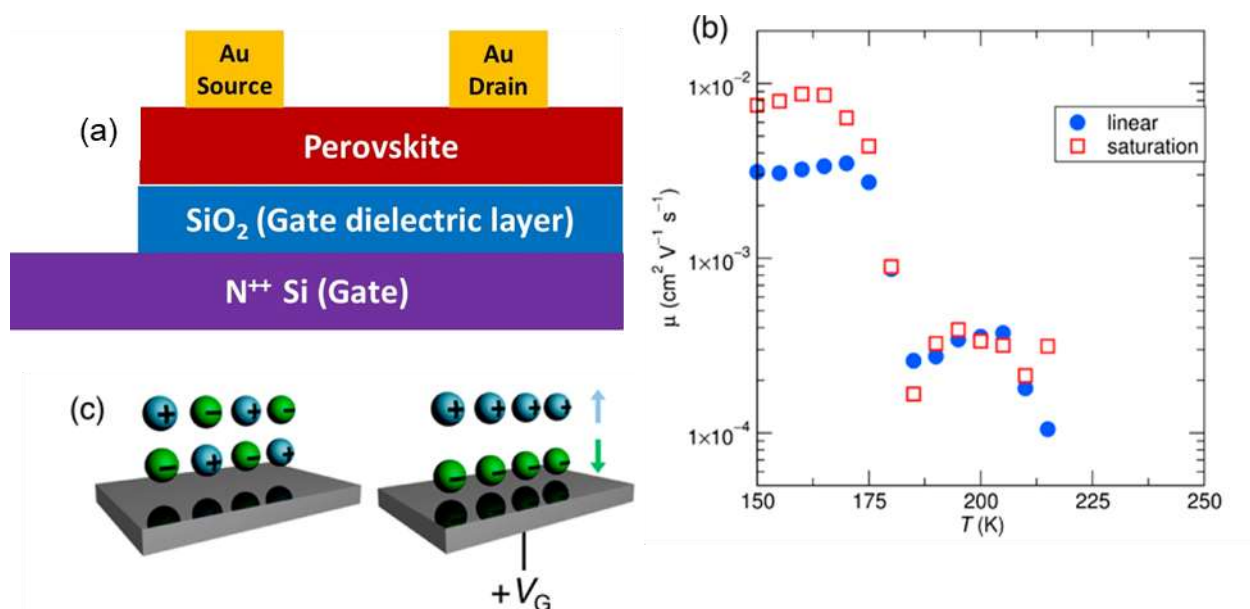 (a)
Au
Source
Au
Drain
Perovskite
SiO₂ (Gate dielectric layer)
N⁺⁺ Si (Gate)
(b)
1×10⁻²
1×10⁻³
1×10⁻⁴
μ (cm² V⁻¹ s⁻¹)
linear
saturation
150 175 200 225 250
T (K)
(c)
+ - + -
- + - +
+ + + +
- - - -
+V_G